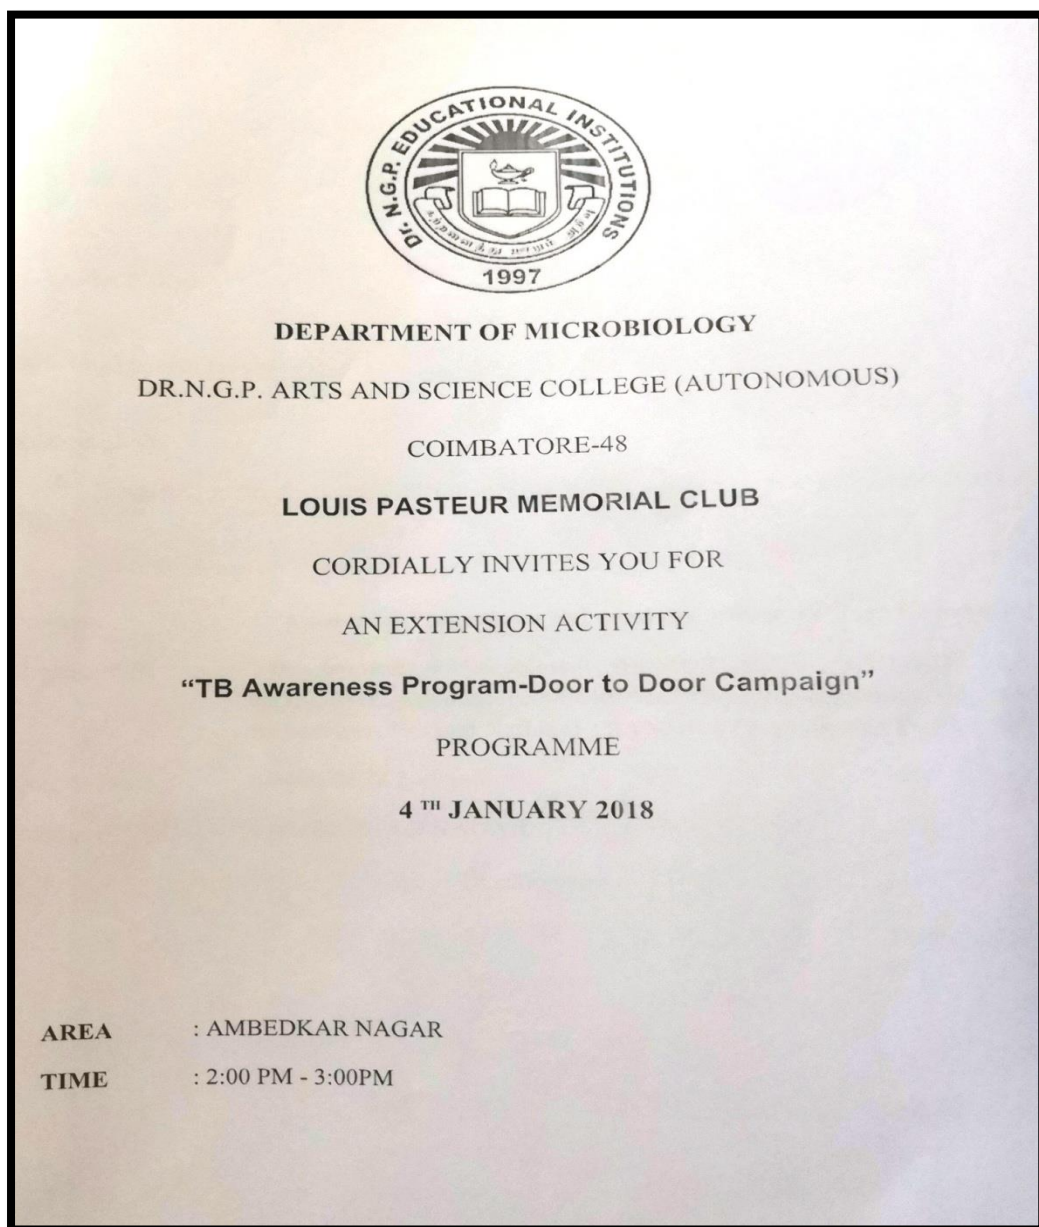 Dr. N.G.P. EDUCATIONAL INSTITUTIONS
1997
DEPARTMENT OF MICROBIOLOGY
DR.N.G.P. ARTS AND SCIENCE COLLEGE (AUTONOMOUS)
COIMBATORE-48
LOUIS PASTEUR MEMORIAL CLUB
CORDIALLY INVITES YOU FOR
AN EXTENSION ACTIVITY
“TB Awareness Program-Door to Door Campaign”
PROGRAMME
4 TH JANUARY 2018
AREA : AMBEDKAR NAGAR
TIME : 2:00 PM - 3:00PM